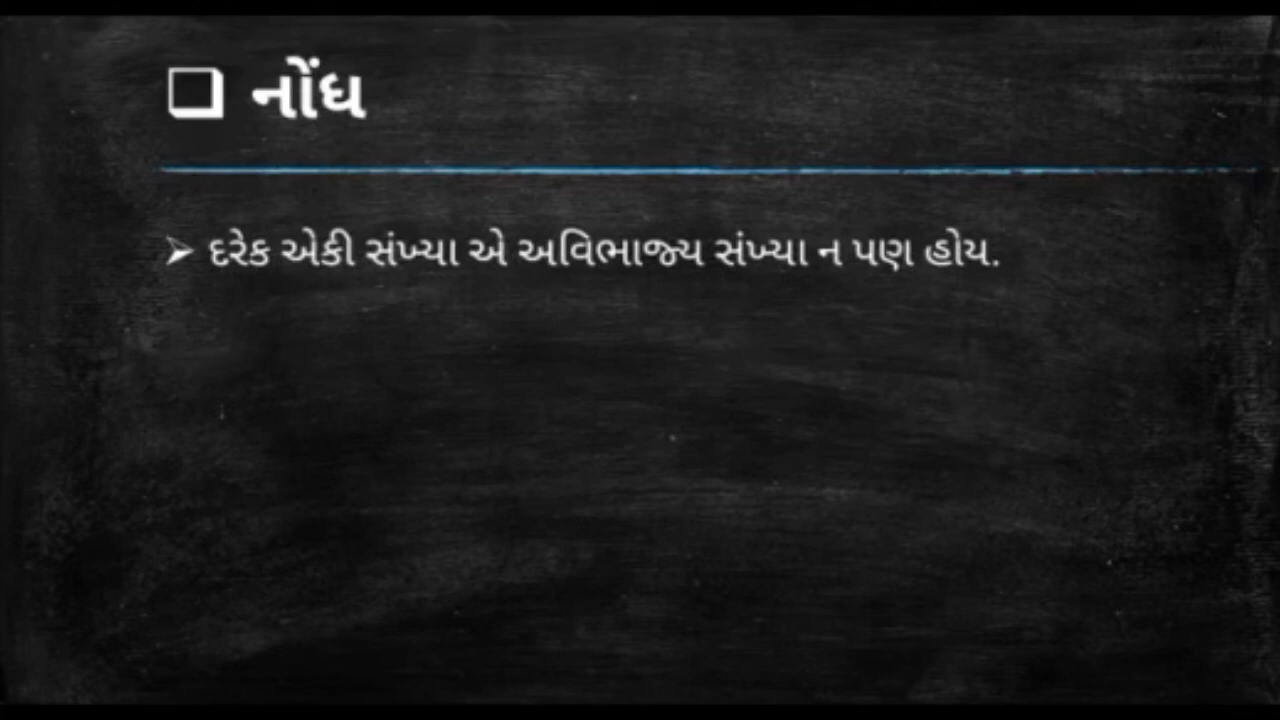 ❑ નોંધ
➢ દરેક એકી સંખ્યા એ અવિભાજ્ય સંખ્યા ન પણ હોય.